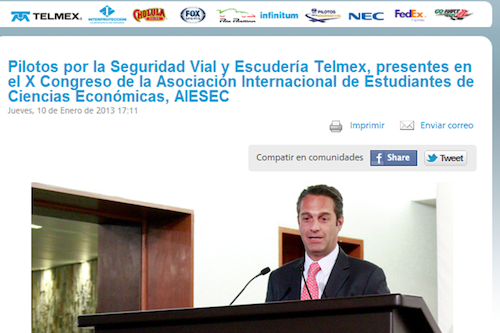 TELMEX INTERPROTECCIÓN CHOLULA FOX SPORTS infinitum PILOTOS NEC FedEx
Pilotos por la Seguridad Vial y Escudería Telmex, presentes en
el X Congreso de la Asociación Internacional de Estudiantes de
Ciencias Económicas, AIESEC
Jueves, 10 de Enero de 2013 17:11
Imprimir Enviar correo
Compatir en comunidades f Share Tweet